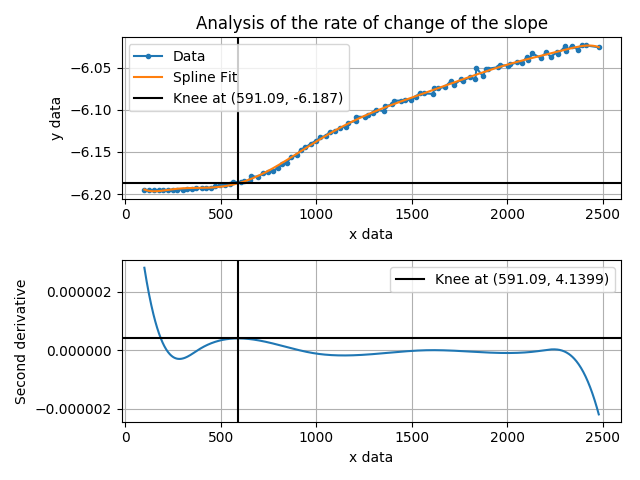 Analysis of the rate of change of the slope
Data
Spline Fit
Knee at (591.09, -6.187)
y data
−6.05
−6.10
−6.15
−6.20
0 500 1000 1500 2000 2500
x data
Knee at (591.09, 4.1399)
Second derivative
0.000002
0.000000
−0.000002
0 500 1000 1500 2000 2500
x data